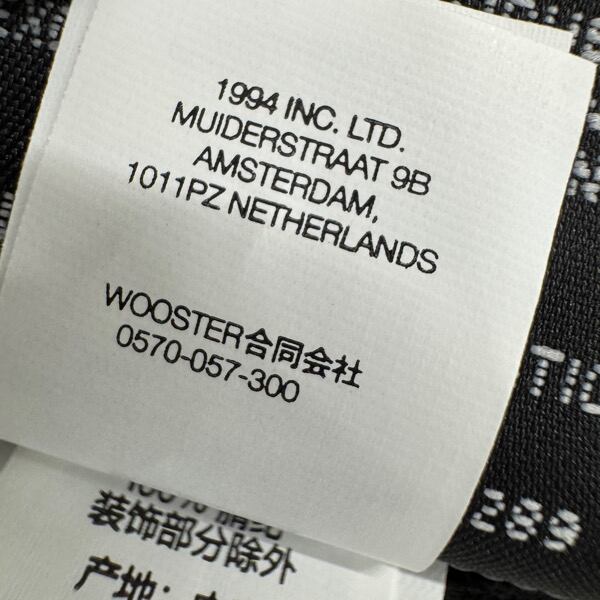 1994 INC. LTD.
MUIDERSTRAAT 9B
AMSTERDAM,
1011PZ NETHERLANDS
WOOSTER合同会社
0570-057-300
装饰部分除外
产地:
289